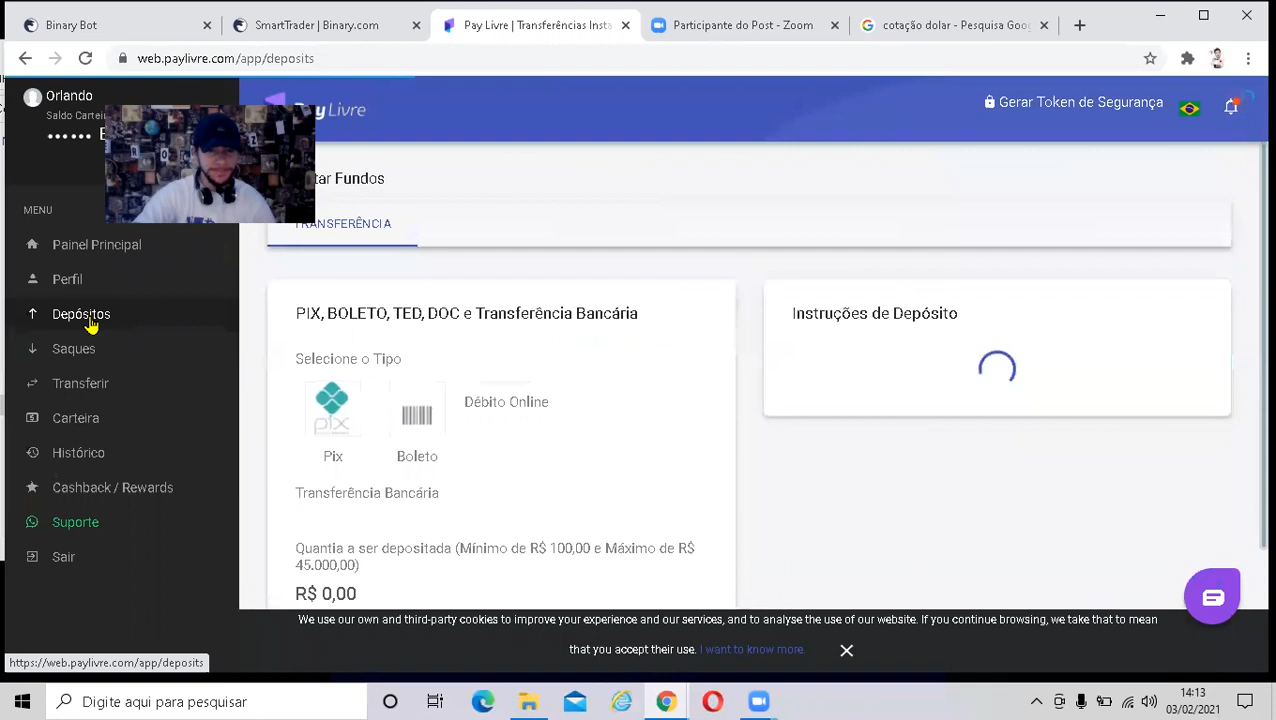 Binary Bot
SmartTrader | Binary.com
Pay Livre | Transferências Insta
Participante do Post - Zoom
cotação dolar - Pesquisa Goog
web.paylivre.com/app/deposits
Orlando
Saldo Carteir
Livre
Gerar Token de Segurança
tar Fundos
MENU
TRANSFERÊNCIA
Painel Principal
Perfil
Depósitos
Saques
Transferir
Carteira
Histórico
Cashback / Rewards
Suporte
Sair
PIX, BOLETO, TED, DOC e Transferência Bancária
Selecione o Tipo
pix
Pix
Boleto
Débito Online
Transferência Bancária
Quantia a ser depositada (Mínimo de R$ 100,00 e Máximo de R$
45.000,00)
R$ 0,00
Instruções de Depósito
We use our own and third-party cookies to improve your experience and our services, and to analyse the use of our website. If you continue browsing, we take that to mean
that you accept their use. I want to know more.
https://web.paylivre.com/app/deposits
Digite aqui para pesquisar
14:13
03/02/2021